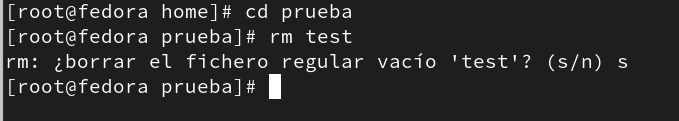 [root@fedora home]# cd prueba
[root@fedora prueba]# rm test
rm: ¿borrar el fichero regular vacío 'test'? (s/n) s
[root@fedora prueba]#